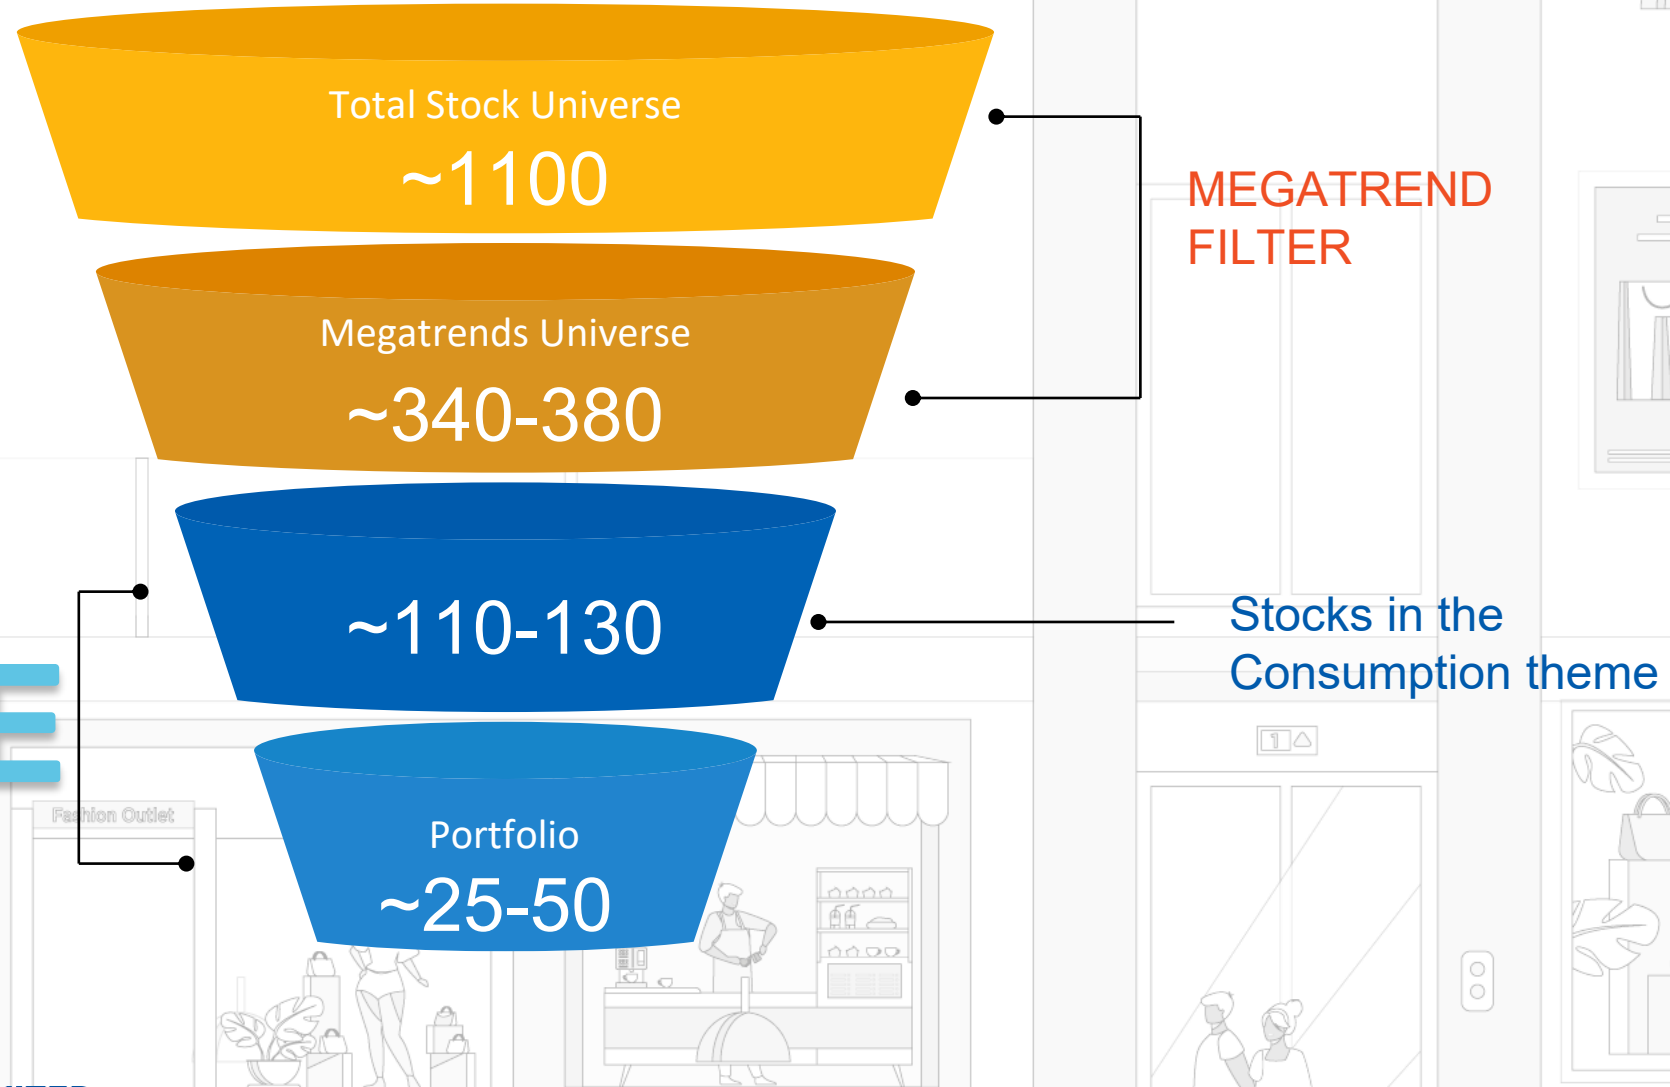 Total Stock Universe
~1100
MEGATREND
FILTER
Megatrends Universe
~340-380
~110-130
Stocks in the
Consumption theme
1
Fashion Outlet
Portfolio
~25-50